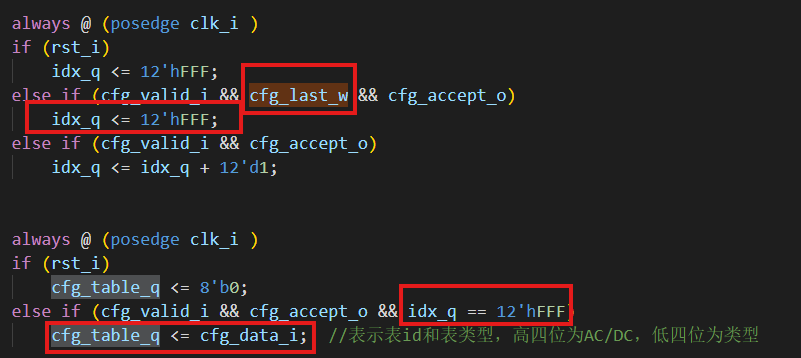 always @ (posedge clk_i )
if (rst_i)
idx_q <= 12'hFFF;
else if (cfg_valid_i && cfg_last_w && cfg_accept_o)
idx_q <= 12'hFFF;
else if (cfg_valid_i && cfg_accept_o)
idx_q <= idx_q + 12'd1;
always @ (posedge clk_i )
if (rst_i)
cfg_table_q <= 8'b0;
else if (cfg_valid_i && cfg_accept_o && idx_q == 12'hFFF)
cfg_table_q <= cfg_data_i; //表示表id和表类型，高四位为AC/DC，低四位为类型